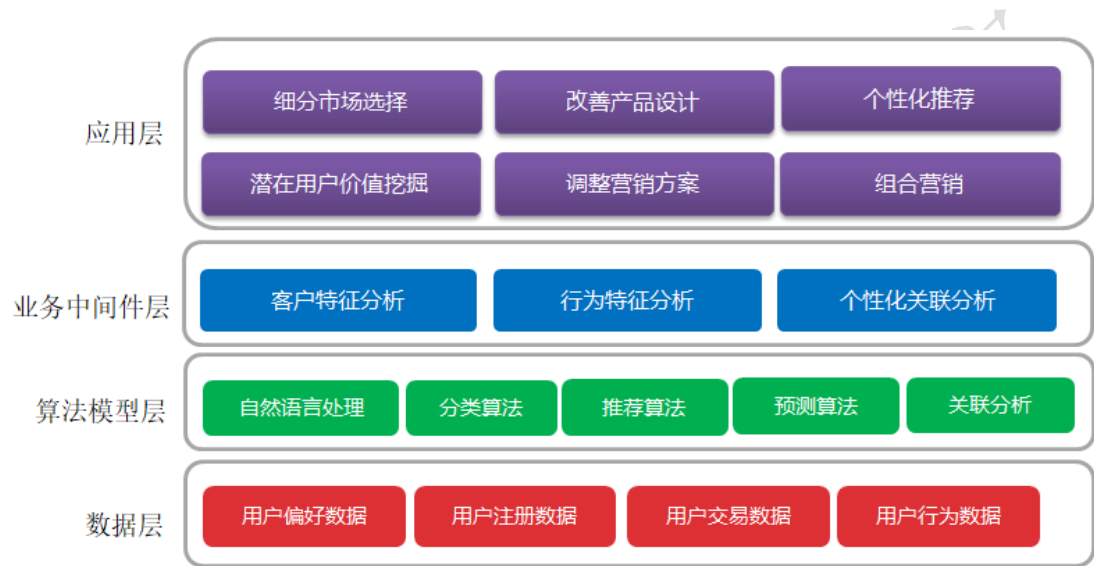 应用层
细分市场选择
改善产品设计
个性化推荐
潜在用户价值挖掘
调整营销方案
组合营销
业务中间件层
客户特征分析
行为特征分析
个性化关联分析
算法模型层
自然语言处理
分类算法
推荐算法
预测算法
关联分析
数据层
用户偏好数据
用户注册数据
用户交易数据
用户行为数据